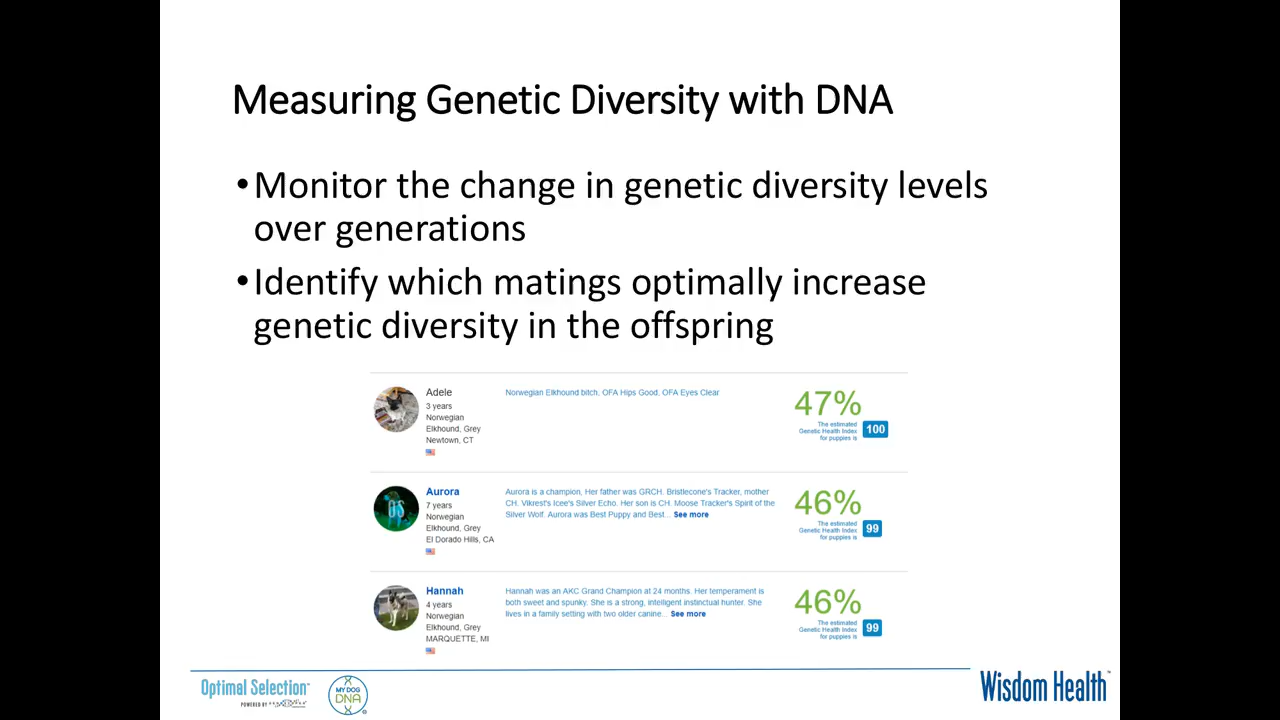 Measuring Genetic Diversity with DNA
•Monitor the change in genetic diversity levels
over generations
•Identify which matings optimally increase
genetic diversity in the offspring
Adele
3 years
Norwegian
Elkhound, Grey
Newtown, CT
Norwegian Elkhound bitch. OFA Hips Good, OFA Eyes Clear
47%
The estimated
Genetic Health Index
for puppies is
100
Aurora
7 years
Norwegian
Elkhound, Grey
El Dorado Hills, CA
Aurora is a champion, Her father was GRCH. Bristlecone's Tracker, mother
CH. Vikrest's Icee's Silver Echo. Her son is CH. Moose Tracker's Spirit of the
Silver Wolf. Aurora was Best Puppy and Best... See more
46%
The estimated
Genetic Health Index
for puppies is
99
Hannah
4 years
Norwegian
Elkhound, Grey
MARQUETTE, MI
Hannah was an AKC Grand Champion at 24 months. Her temperament is
both sweet and spunky. She is a strong, intelligent instinctual hunter. She
lives in a family setting with two older canine... See more
46%
The estimated
Genetic Health Index
for puppies is
99
Optimal Selection™
POWERED BY
MY DOG
DNA
®
Wisdom Health™